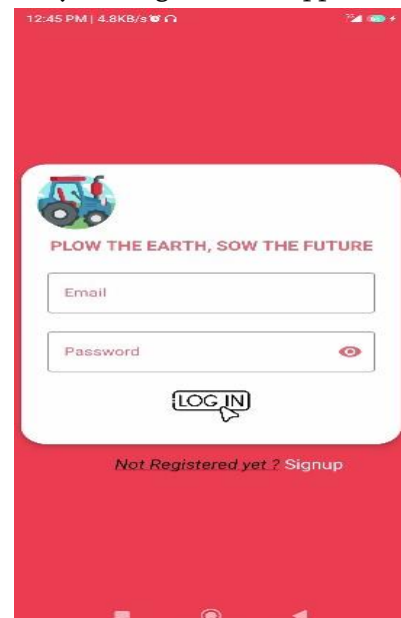 12:45 PM | 4.8KB/s
PLOW THE EARTH, SOW THE FUTURE
Email
Password
LOG IN
Not Registered yet ? Signup